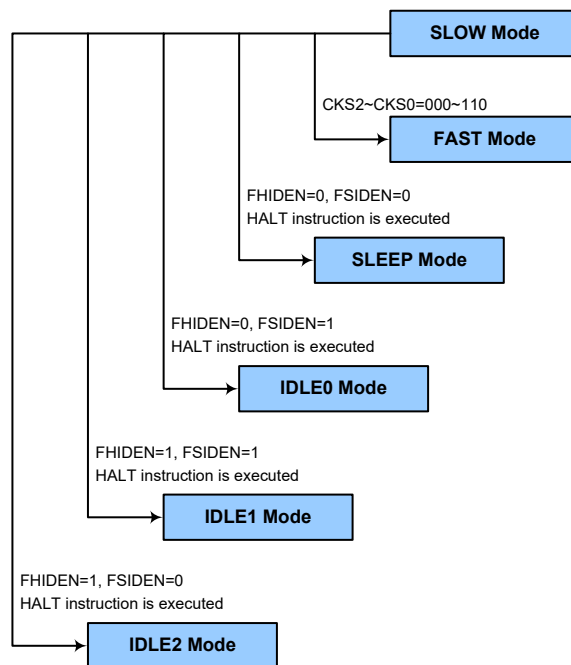 SLOW Mode
CKS2~CKS0=000~110
FAST Mode
FHIDEN=0, FSIDEN=0
HALT instruction is executed
SLEEP Mode
FHIDEN=0, FSIDEN=1
HALT instruction is executed
IDLE0 Mode
FHIDEN=1, FSIDEN=1
HALT instruction is executed
IDLE1 Mode
FHIDEN=1, FSIDEN=0
HALT instruction is executed
IDLE2 Mode